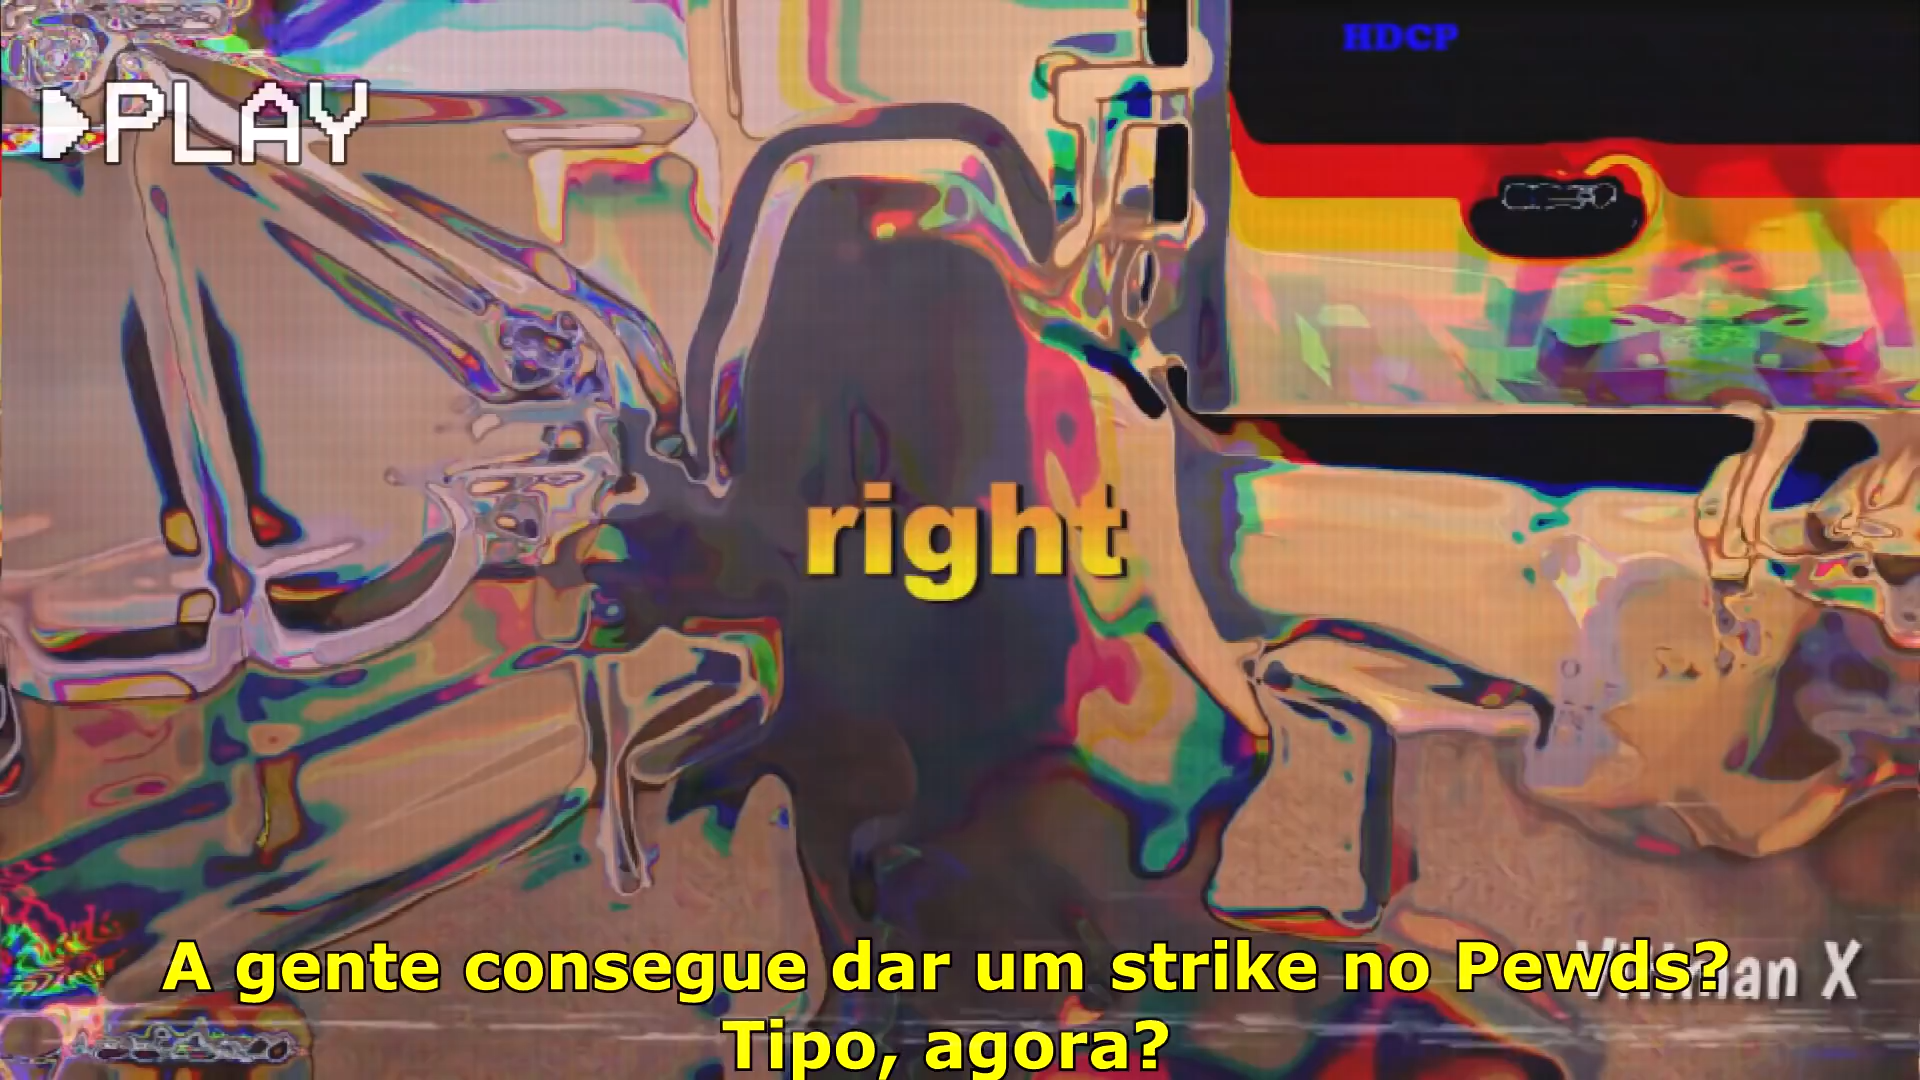 HDCP
PLAY
right
A gente consegue dar um strike no Pewds?
Tipo, agora?
X